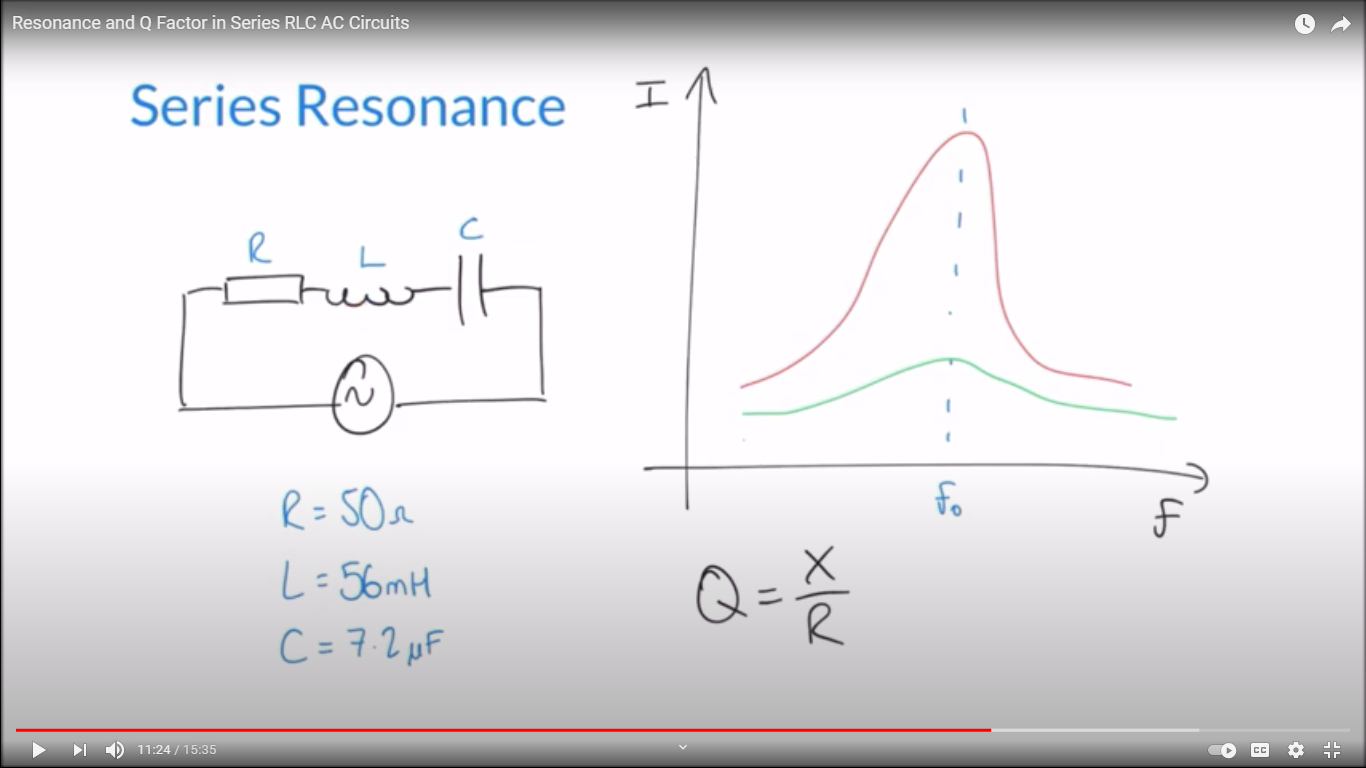 Resonance and Q Factor in Series RLC AC Circuits
Series Resonance
I
R
L
C
R = 50Ω
L = 56mH
C = 7.2µF
f₀
F
Q = X/R
11:24 / 15:35
CC